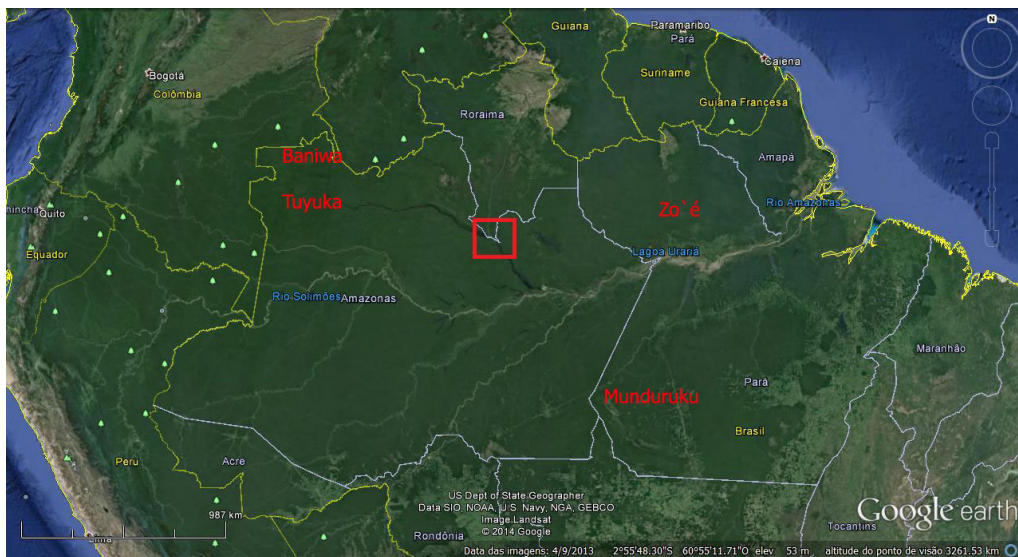 N
Guiana
Paramaribo
Pará
Bogotá
Caiena
Suriname
Colômbia
Guiana Francesa
Roraima
Baniwa
Amapá
Tuyuka
Zo`é
Rio Amazonas
Quito
Lagoa Urariá
Equador
Rio Solimões
Amazonas
Maranhão
Pará
Munduruku
Brasil
Peru
Acre
US Dept of State Geographer
Data SIO, NOAA, U.S. Navy, NGA, GEBCO
987 km
Image Landsat
© 2014 Google
Google earth
Tocantins
Lima
Rondônia
Data das imagens: 4/9/2013 2°55'48.30"S 60°55'11.71"O elev 53 m altitude do ponto de visão 3261.53 km